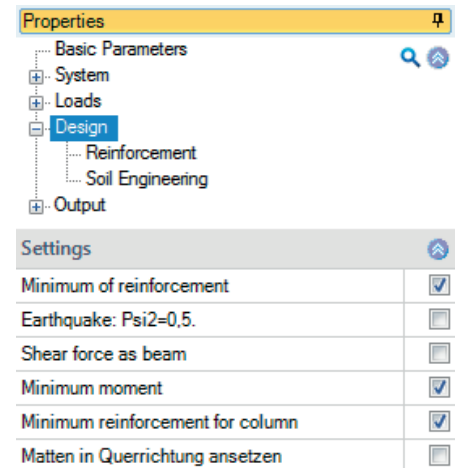 Properties
Basic Parameters
System
Loads
Design
Reinforcement
Soil Engineering
Output
Settings
Minimum of reinforcement
Earthquake: Psi2=0,5.
Shear force as beam
Minimum moment
Minimum reinforcement for column
Matten in Querrichtung ansetzen